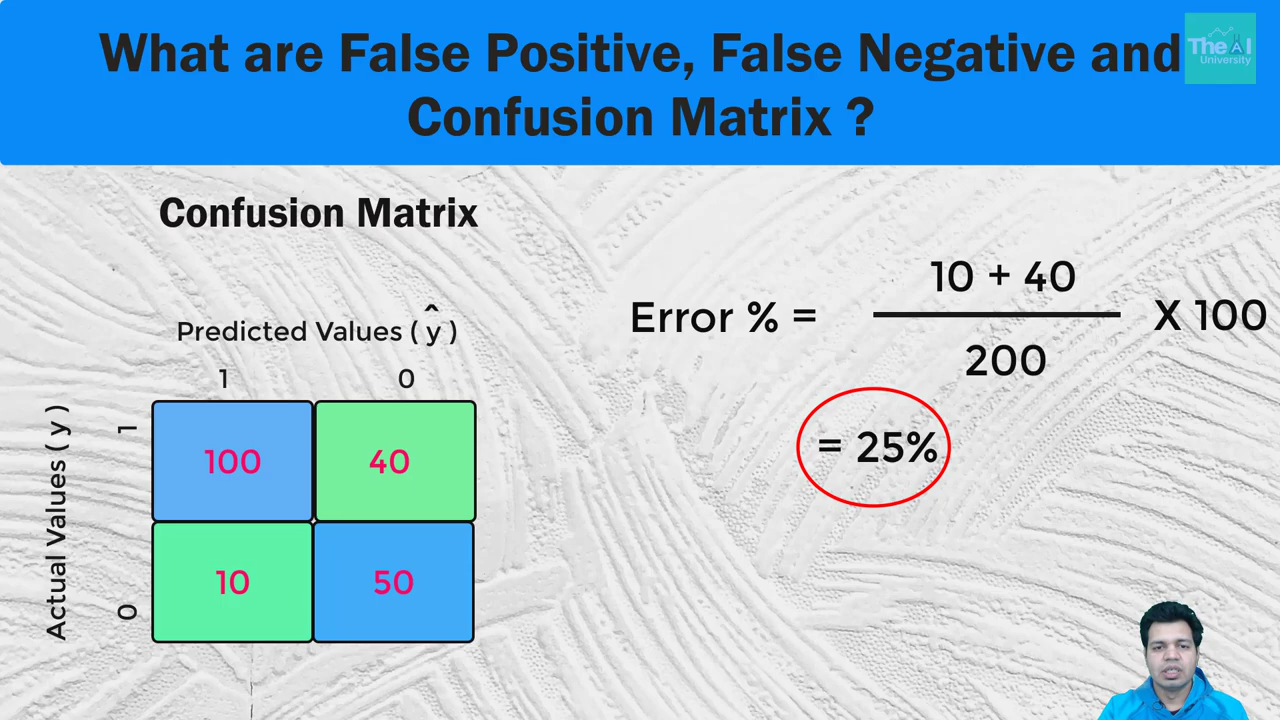 What are False Positive, False Negative and
Confusion Matrix ?
The AI
University
Confusion Matrix
Predicted Values ( ŷ )
1 0
Actual Values ( y )
1
100 40
0
10 50
10 + 40
Error % = X 100
200
= 25%